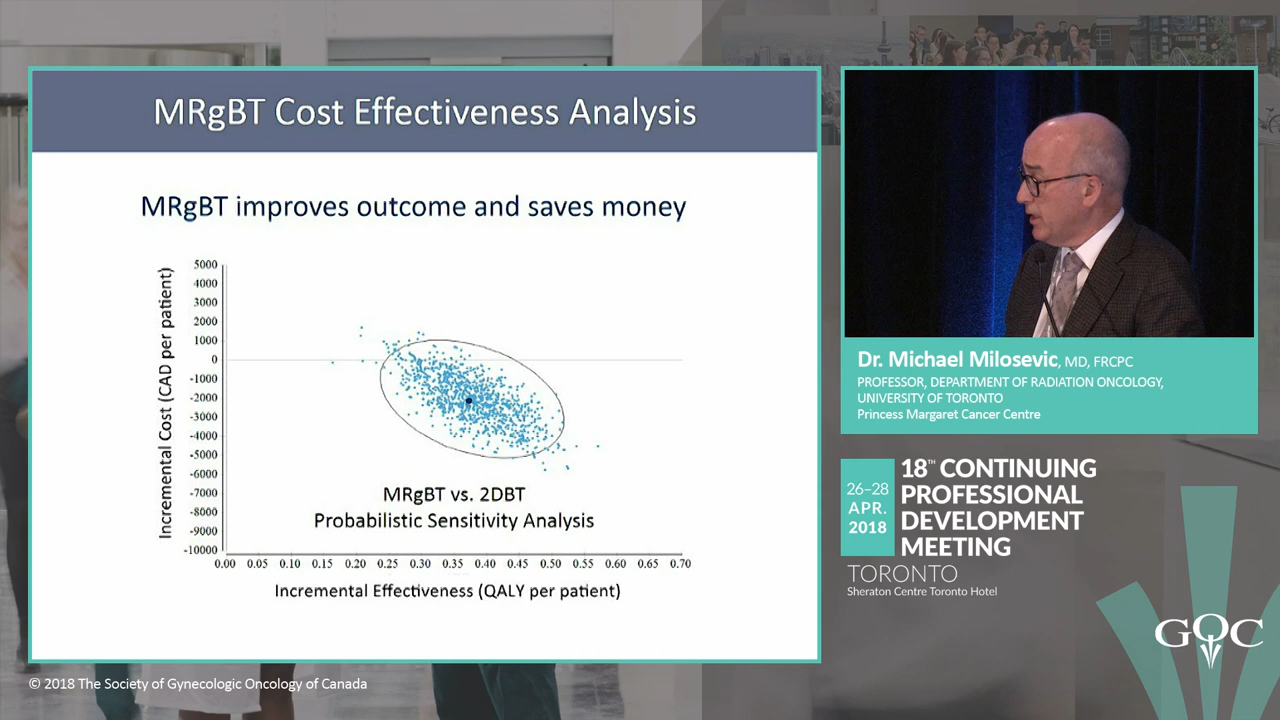 MRgBT Cost Effectiveness Analysis
MRgBT improves outcome and saves money
Incremental Cost (CAD per patient)
5000
4000
3000
2000
1000
0
-1000
-2000
-3000
-4000
-5000
-6000
-7000
-8000
-9000
-10000
MRgBT vs. 2DBT
Probabilistic Sensitivity Analysis
0.00 0.05 0.10 0.15 0.20 0.25 0.30 0.35 0.40 0.45 0.50 0.55 0.60 0.65 0.70
Incremental Effectiveness (QALY per patient)
Dr. Michael Milosevic, MD, FRCPC
PROFESSOR, DEPARTMENT OF RADIATION ONCOLOGY,
UNIVERSITY OF TORONTO
Princess Margaret Cancer Centre
26–28
APR.
2018
18™ CONTINUING
PROFESSIONAL
DEVELOPMENT
MEETING
TORONTO
Sheraton Centre Toronto Hotel
GOC
© 2018 The Society of Gynecologic Oncology of Canada